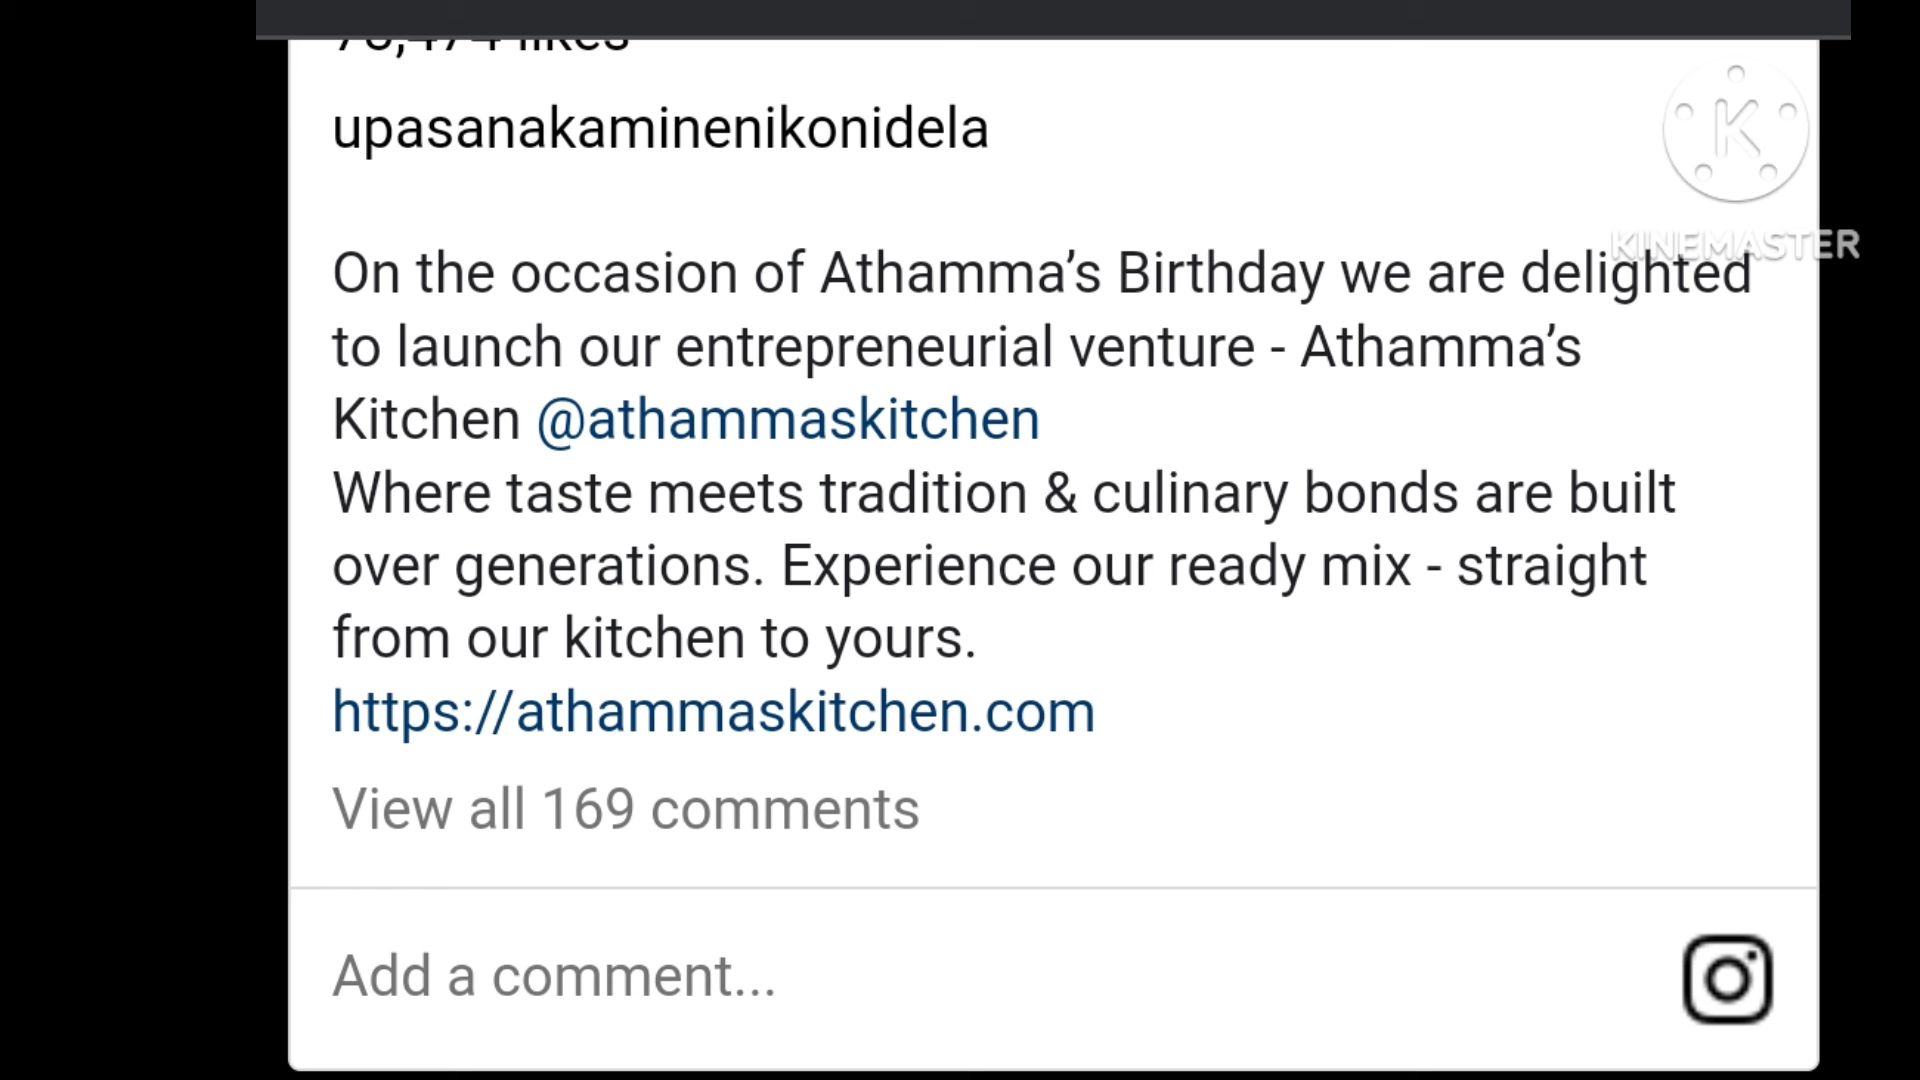 likes
upasanakaminenikonidela
KINEMASTER
On the occasion of Athamma’s Birthday we are delighted
to launch our entrepreneurial venture - Athamma’s
Kitchen @athammaskitchen
Where taste meets tradition & culinary bonds are built
over generations. Experience our ready mix - straight
from our kitchen to yours.
https://athammaskitchen.com
View all 169 comments
Add a comment...